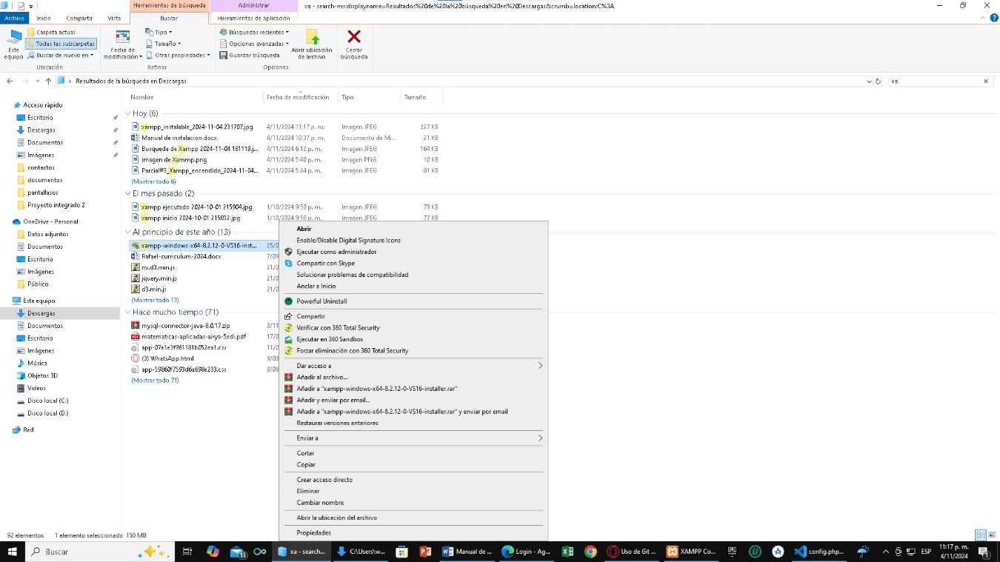 Herramientas de búsqueda
Administrar
xa - search-ms:displayname=Resultados%20de%20la%20búsqueda%20en%20Descargas&crumb=location:C%3A
Archivo
Inicio
Compartir
Vista
Buscar
Herramientas de aplicación
Este equipo
Carpeta actual
Todas las subcarpetas
Buscar de nuevo en
Ubicación
Fecha de modificación
Tipo
Tamaño
Otras propiedades
Refinar
Búsquedas recientes
Opciones avanzadas
Guardar búsqueda
Abrir ubicación de archivo
Opciones
Cerrar búsqueda
Resultados de la búsqueda en Descargas
xa
Acceso rápido
Escritorio
Descargas
Documentos
Imágenes
contactos
documentos
pantallasos
Proyecto integrado 2
OneDrive - Personal
Datos adjuntos
Documentos
Escritorio
Imágenes
Público
Este equipo
Descargas
Documentos
Escritorio
Imágenes
Música
Objetos 3D
Videos
Disco local (C:)
Disco local (D:)
Red
Nombre Fecha de modificación Tipo Tamaño
Hoy (6)
xampp_instalable_2024-11-04 231707.jpg 4/11/2024 11:17 p. m. Imagen JPEG 227 KB
Manual de instalacion.docx 4/11/2024 10:37 p. m. Documento de Mi... 21 KB
Busqueda de Xampp 2024-11-04 181119.j... 4/11/2024 6:12 p. m. Imagen JPEG 164 KB
imagen de Xammp.png 4/11/2024 5:40 p. m. Imagen PNG 10 KB
Parcial#3_Xampp_encendido_2024-11-04... 4/11/2024 5:24 p. m. Imagen JPEG 81 KB
(Mostrar todo 6)
El mes pasado (2)
xampp ejecutado 2024-10-01 215904.jpg 1/10/2024 9:59 p. m. Imagen JPEG 79 KB
xampp inicio 2024-10-01 215832.jpg 1/10/2024 9:58 p. m. Imagen JPEG 77 KB
Al principio de este año (13)
xampp-windows-x64-8.2.12-0-VS16-inst... 25/0
Rafael-curriculum-2024.docx 7/09
nv.d3.min.js 21/0
jquery.min.js 21/0
d3.min.js 21/0
(Mostrar todo 13)
Hace mucho tiempo (71)
mysql-connector-java-8.0.17.zip 9/11
matematicas-aplicadas-airya-5edi.pdf 17/0
app-07e1e3f961181b052ea1.css 11/0
(3) WhatsApp.html 9/08
app-59860f7593d6a698e233.css 9/08
(Mostrar todo 71)
Abrir
Enable/Disable Digital Signature Icons
Ejecutar como administrador
Compartir con Skype
Solucionar problemas de compatibilidad
Anclar a Inicio
Powerful Uninstall
Compartir
Verificar con 360 Total Security
Ejecutar en 360 Sandbox
Forzar eliminación con 360 Total Security
Dar acceso a
Añadir al archivo...
Añadir a "xampp-windows-x64-8.2.12-0-VS16-installer.rar"
Añadir y enviar por email...
Añadir a "xampp-windows-x64-8.2.12-0-VS16-installer.rar" y enviar por email
Restaurar versiones anteriores
Enviar a
Cortar
Copiar
Crear acceso directo
Eliminar
Cambiar nombre
Abrir la ubicación del archivo
Propiedades
92 elementos 1 elemento seleccionado 150 MB
Buscar
13
xa - search...
C:\Users\w...
Manual de ...
Login - Ag...
Uso de Git ...
XAMPP Co...
EPIC
config.php...
ESP
11:17 p. m.
4/11/2024
1